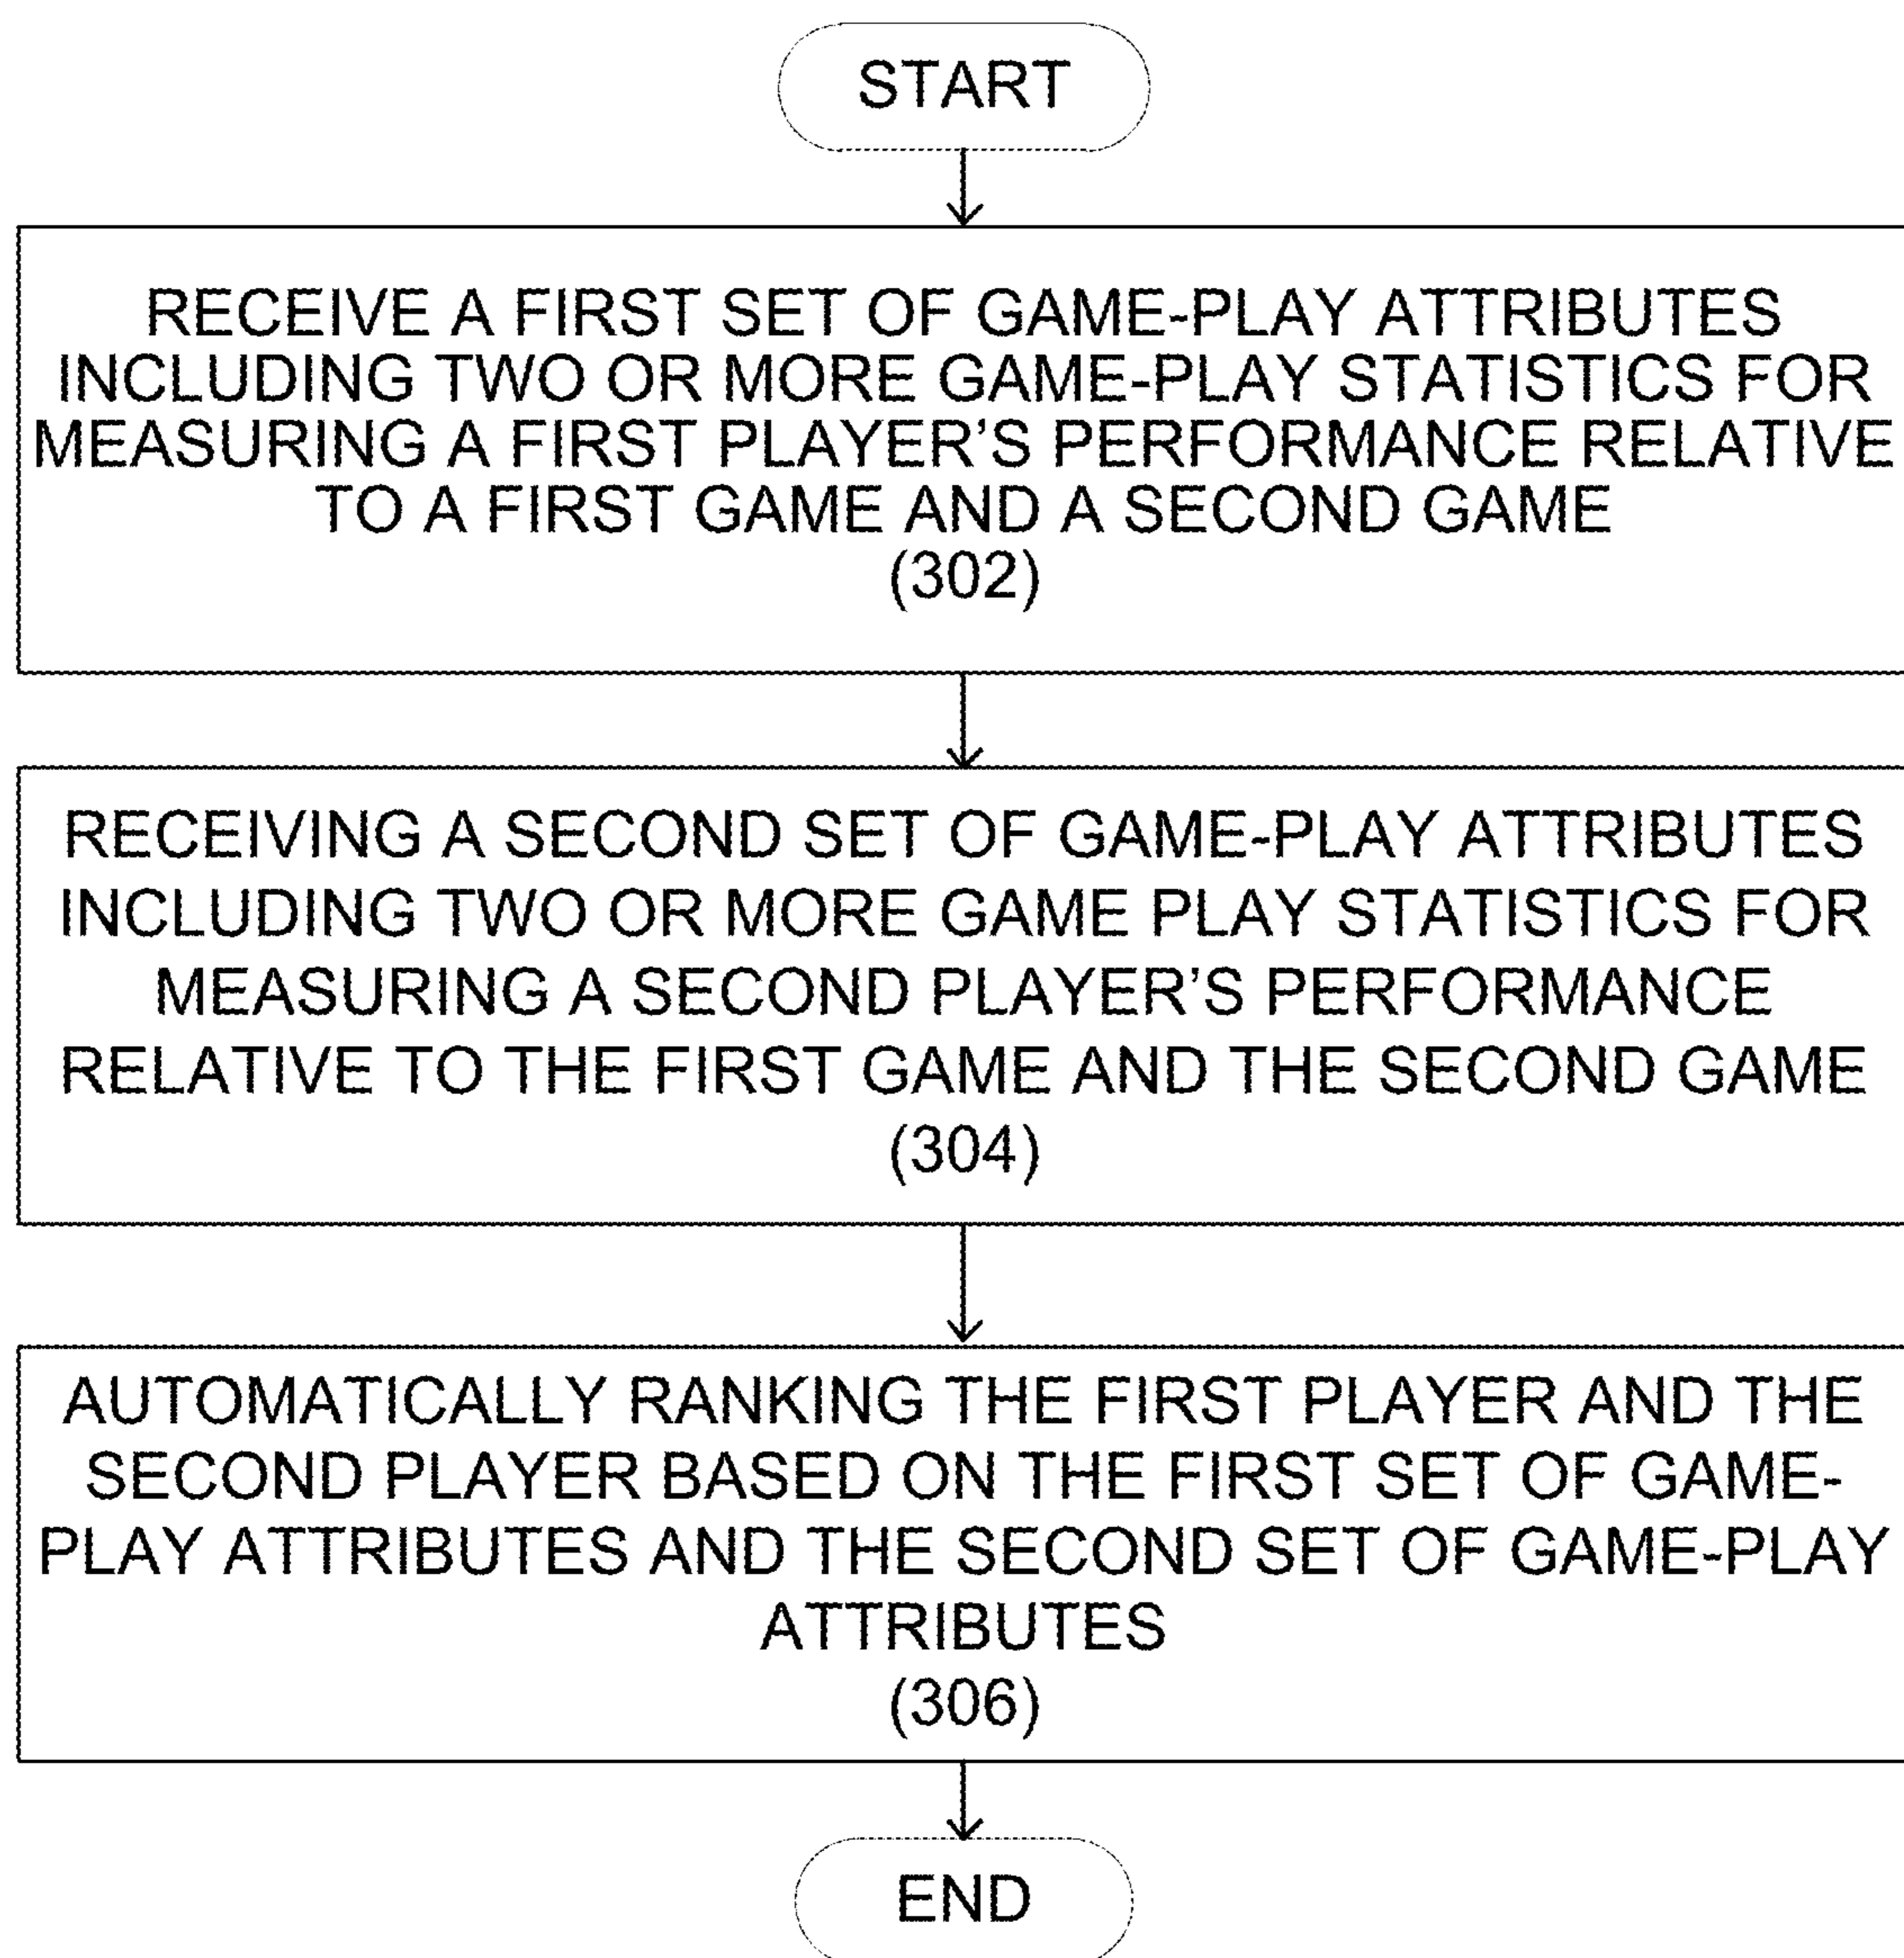 START
RECEIVE A FIRST SET OF GAME-PLAY ATTRIBUTES
INCLUDING TWO OR MORE GAME-PLAY STATISTICS FOR
MEASURING A FIRST PLAYER’S PERFORMANCE RELATIVE
TO A FIRST GAME AND A SECOND GAME
(302)
RECEIVING A SECOND SET OF GAME-PLAY ATTRIBUTES
INCLUDING TWO OR MORE GAME PLAY STATISTICS FOR
MEASURING A SECOND PLAYER’S PERFORMANCE
RELATIVE TO THE FIRST GAME AND THE SECOND GAME
(304)
AUTOMATICALLY RANKING THE FIRST PLAYER AND THE
SECOND PLAYER BASED ON THE FIRST SET OF GAME-
PLAY ATTRIBUTES AND THE SECOND SET OF GAME-PLAY
ATTRIBUTES
(306)
END